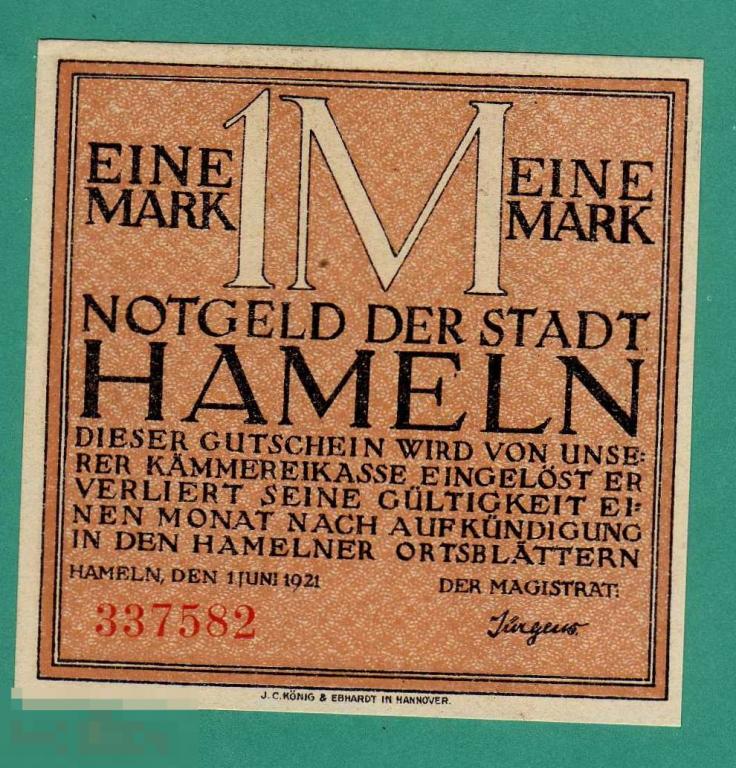 EINE MARK 1M EINE MARK
NOTGELD DER STADT
HAMELN
DIESER GUTSCHEIN WIRD VON UNSE=
RER KÄMMEREIKASSE EINGELÖST ER
VERLIERT SEINE GÜLTIGKEIT EI=
NEN MONAT NACH AUFKÜNDIGUNG
IN DEN HAMELNER ORTSBLÄTTERN
HAMELN, DEN 1 JUNI 1921 DER MAGISTRAT:
337582 Jürgens.
J. C. KÖNIG & EBHARDT IN HANNOVER.